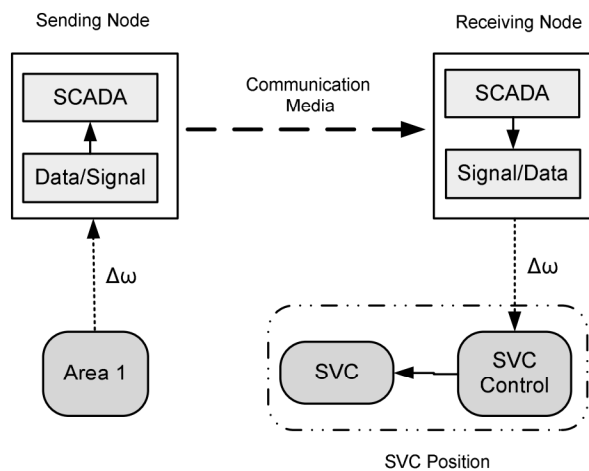 Sending Node
Receiving Node
SCADA
Data/Signal
Communication
Media
SCADA
Signal/Data
Δω
Δω
Area 1
SVC
SVC
Control
SVC Position